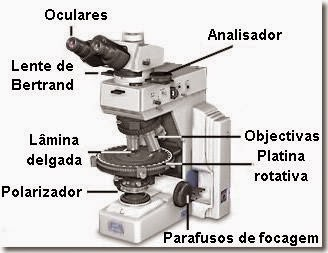 Oculares
Analisador
Lente de
Bertrand
Lâmina
delgada
Objectivas
Platina
rotativa
Polarizador
Parafusos de focagem